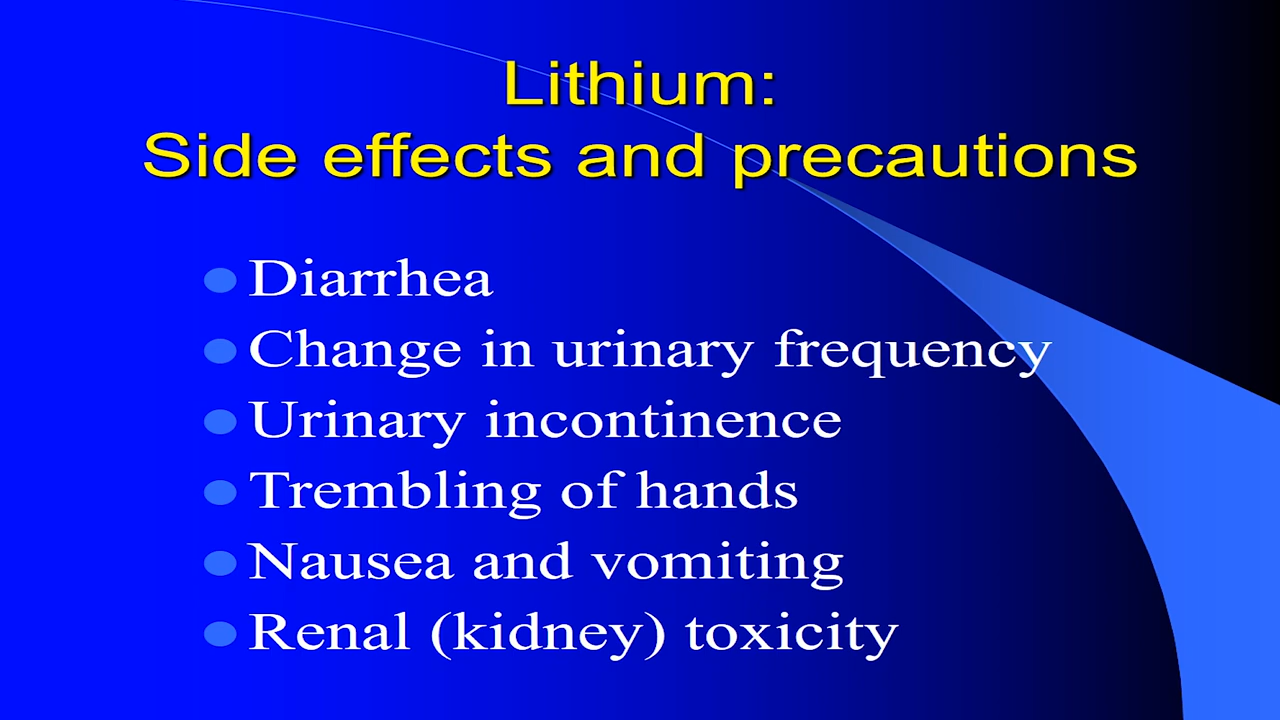 Lithium:
Side effects and precautions
Diarrhea
Change in urinary frequency
Urinary incontinence
Trembling of hands
Nausea and vomiting
Renal (kidney) toxicity